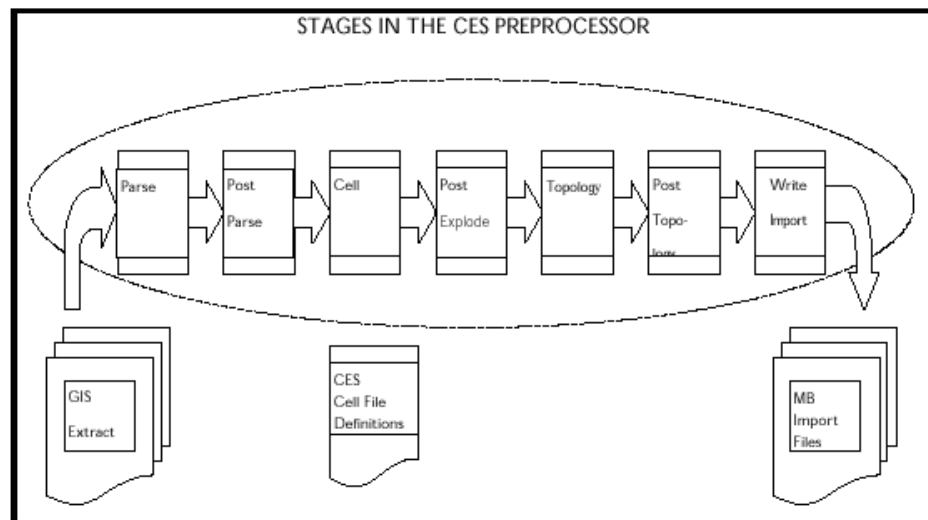 STAGES IN THE CES PREPROCESSOR
Parse
Post
Parse
Cell
Post
Explode
Topology
Post
Topo-
logy
Write
Import
GIS
Extract
CES
Cell File
Definitions
MB
Import
Files